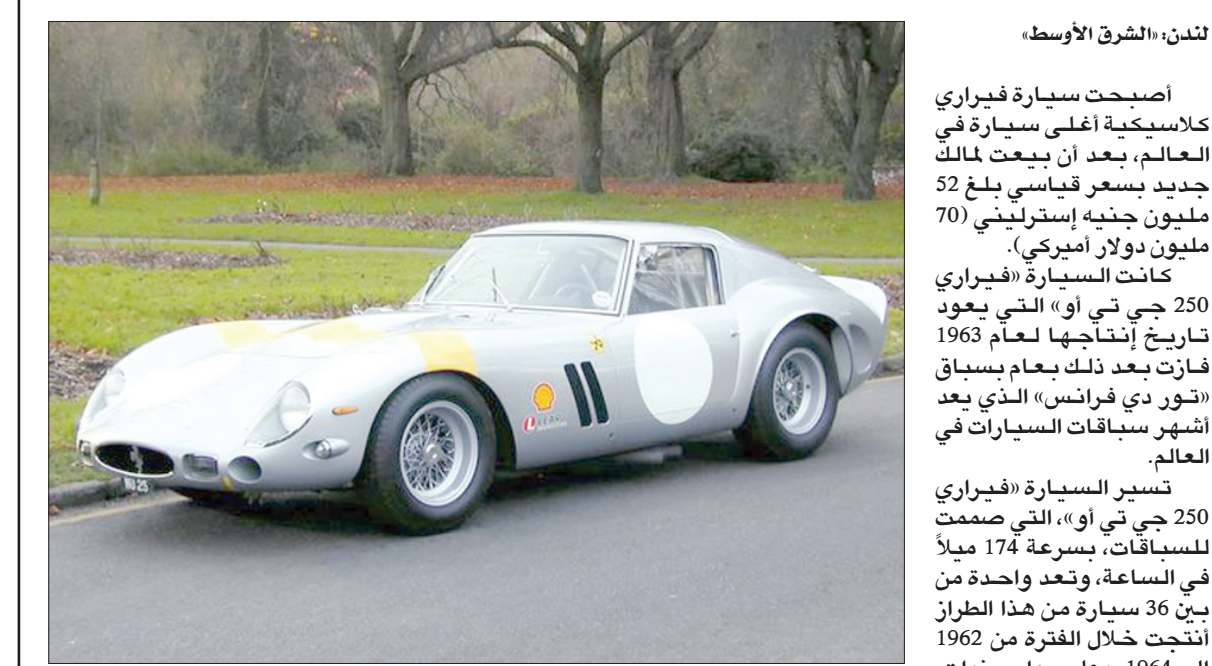 لندن: «الشرق الأوسط»
أصبحت سيارة فيراري
كلاسيكية أغلى سيارة في
العالم، بعد أن بيعت لمالك
جديد بسعر قياسي بلغ 52
مليون جنيه إسترليني (70
مليون دولار أميركي).
كانت السيارة «فيراري
250 جي تي أو» التي يعود
تاريخ إنتاجها لعام 1963
فازت بعد ذلك بعام بسباق
«تور دي فرانس» الذي يعد
أشهر سباقات السيارات في
العالم.
تسير السيارة «فيراري
250 جي تي أو»، التي صممت
للسباقات، بسرعة 174 ميلاً
في الساعة، وتعد واحدة من
بين 36 سيارة من هذا الطراز
أنتجت خلال الفترة من 1962